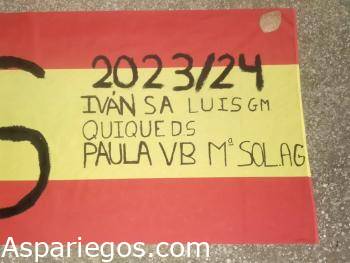 2023/24
IVÁN SA LUIS GM
QUIQUE DS
PAULA VB Mª SOL.AG
S
Aspariegos.com